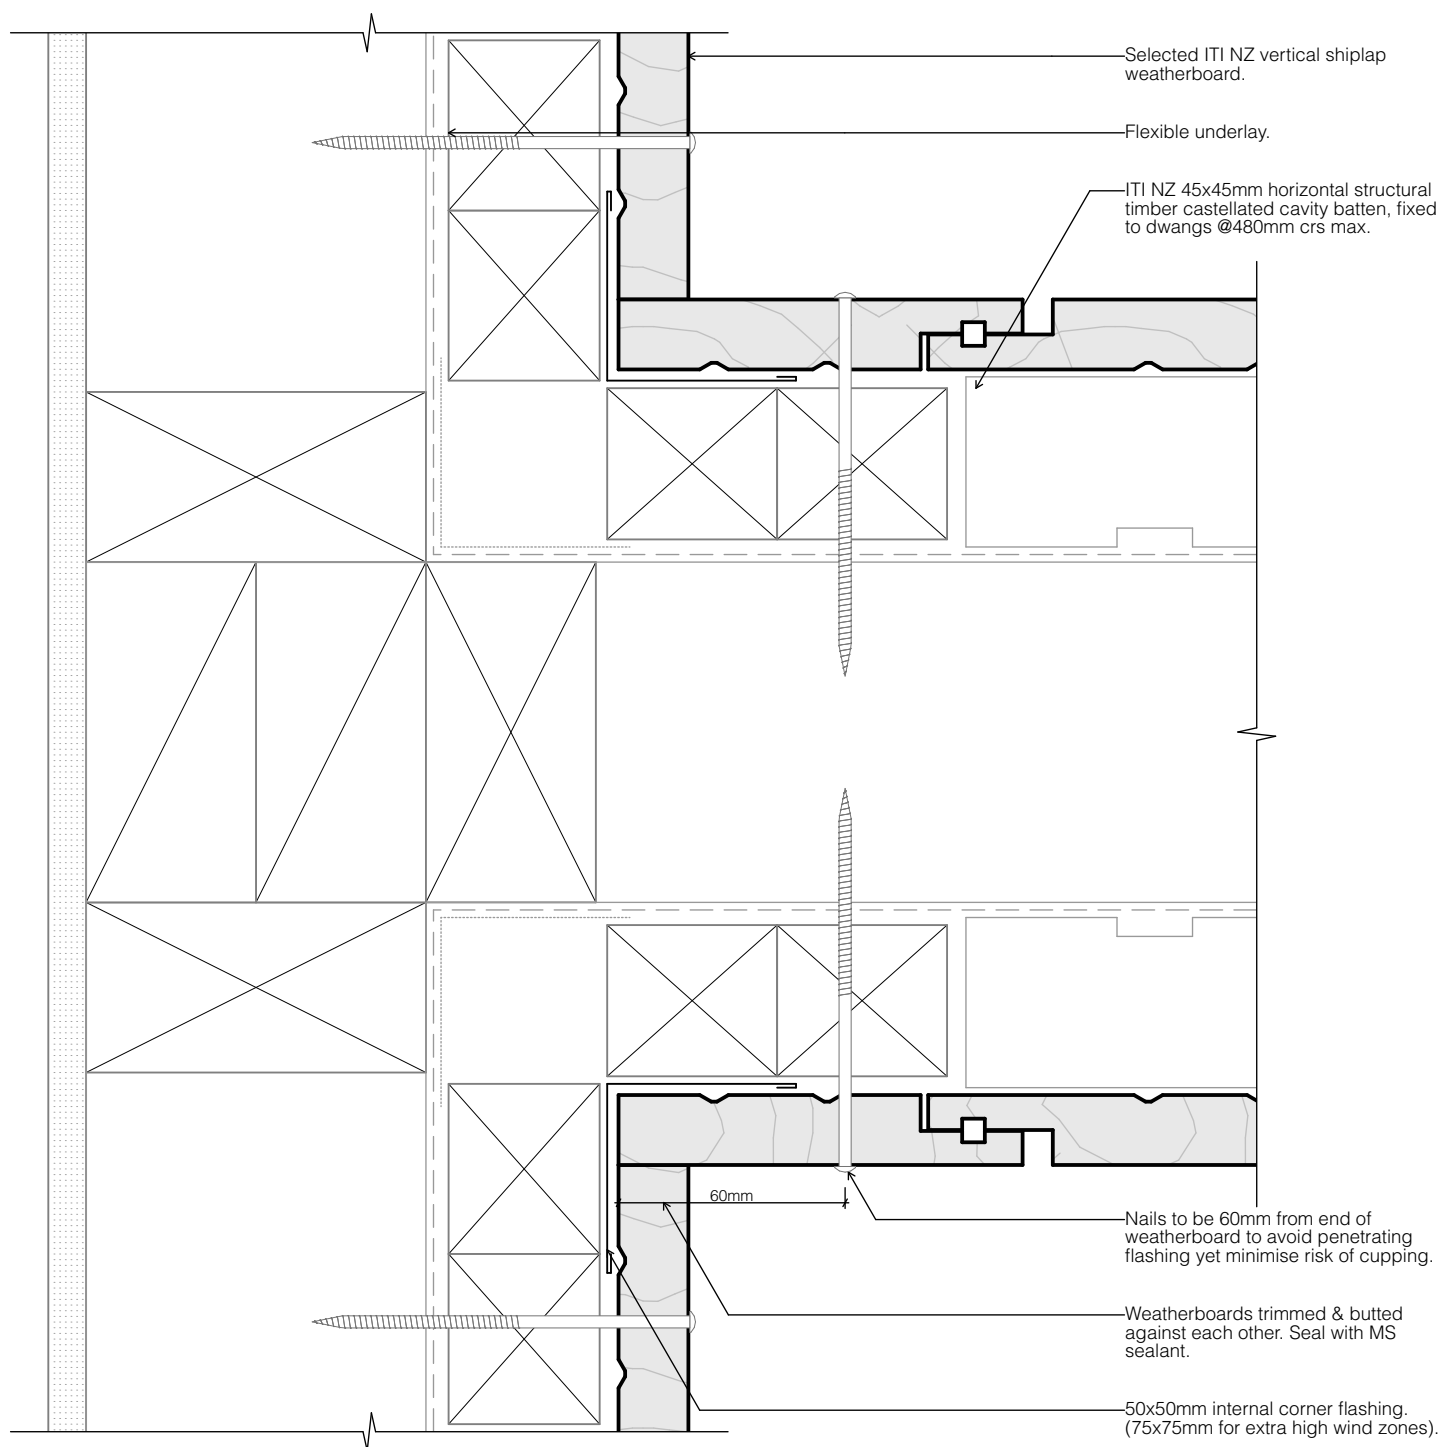 Selected ITI NZ vertical shiplap
weatherboard.
Flexible underlay.
ITI NZ 45x45mm horizontal structural
timber castellated cavity batten, fixed
to dwangs @480mm crs max.
60mm
Nails to be 60mm from end of
weatherboard to avoid penetrating
flashing yet minimise risk of cupping.
Weatherboards trimmed & butted
against each other. Seal with MS
sealant.
50x50mm internal corner flashing.
(75x75mm for extra high wind zones).